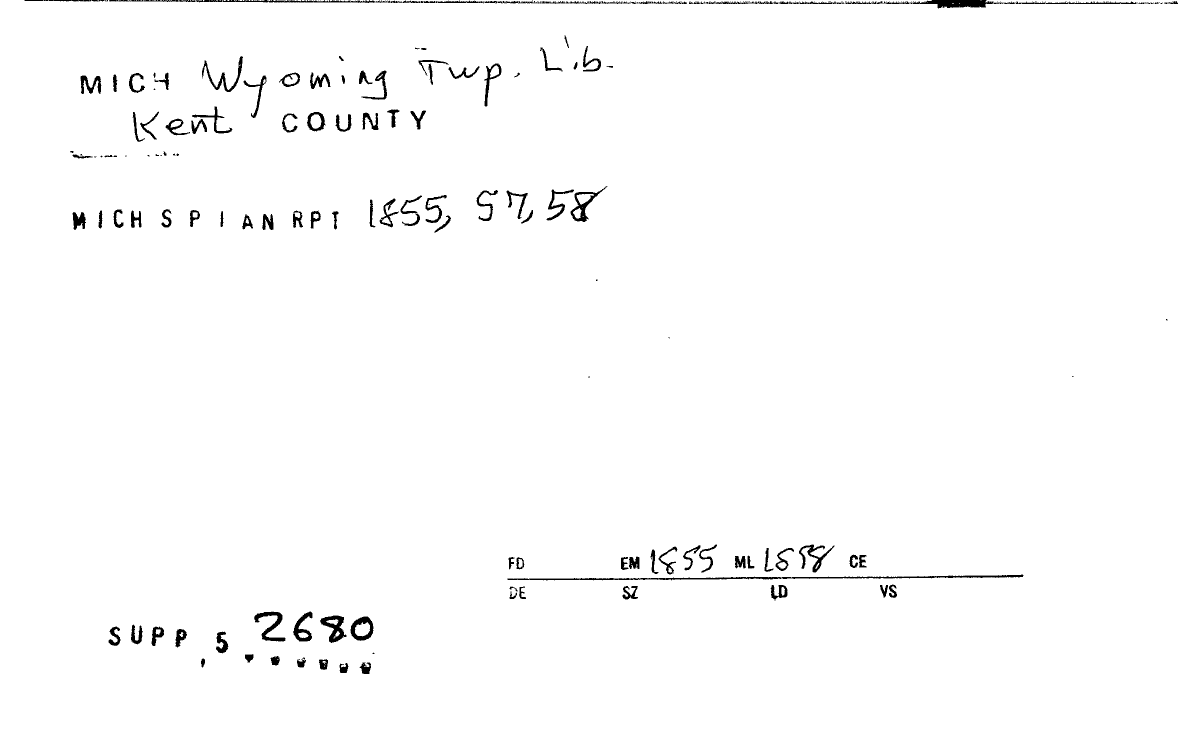 MICH Wyoming Twp. Lib.
Kent COUNTY
MICH S P I AN RPT 1855, 57, 58
FD EM 1855 ML 1858 CE
DE SZ LD VS
SUPP, 5 2680